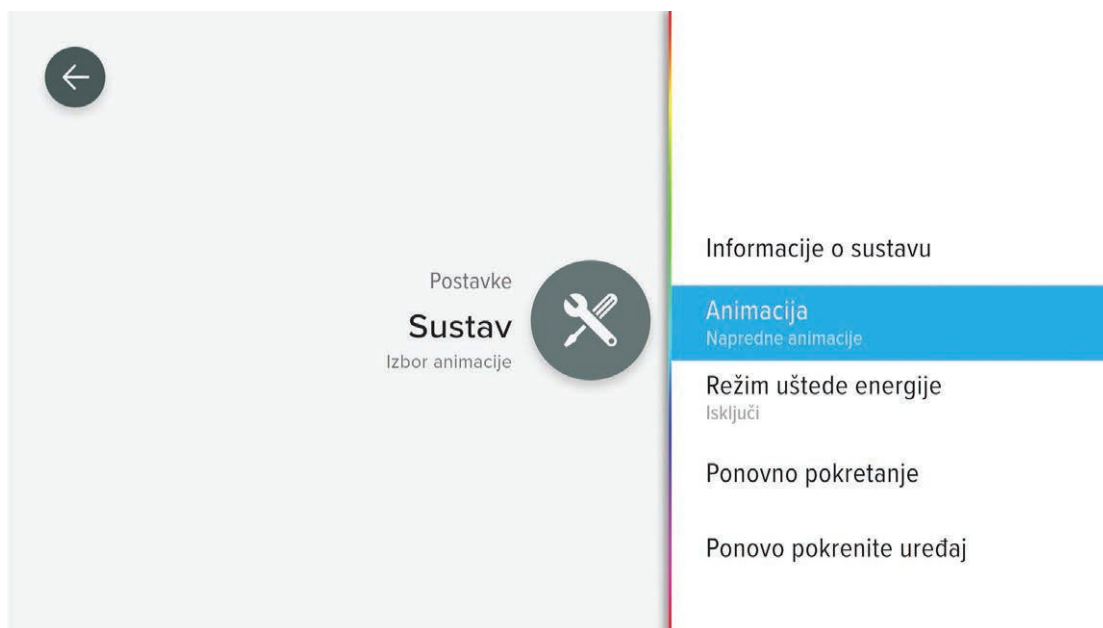 Postavke
Sustav
Izbor animacije
Informacije o sustavu
Animacija
Napredne animacije
Režim uštede energije
Isključi
Ponovno pokretanje
Ponovo pokrenite uređaj